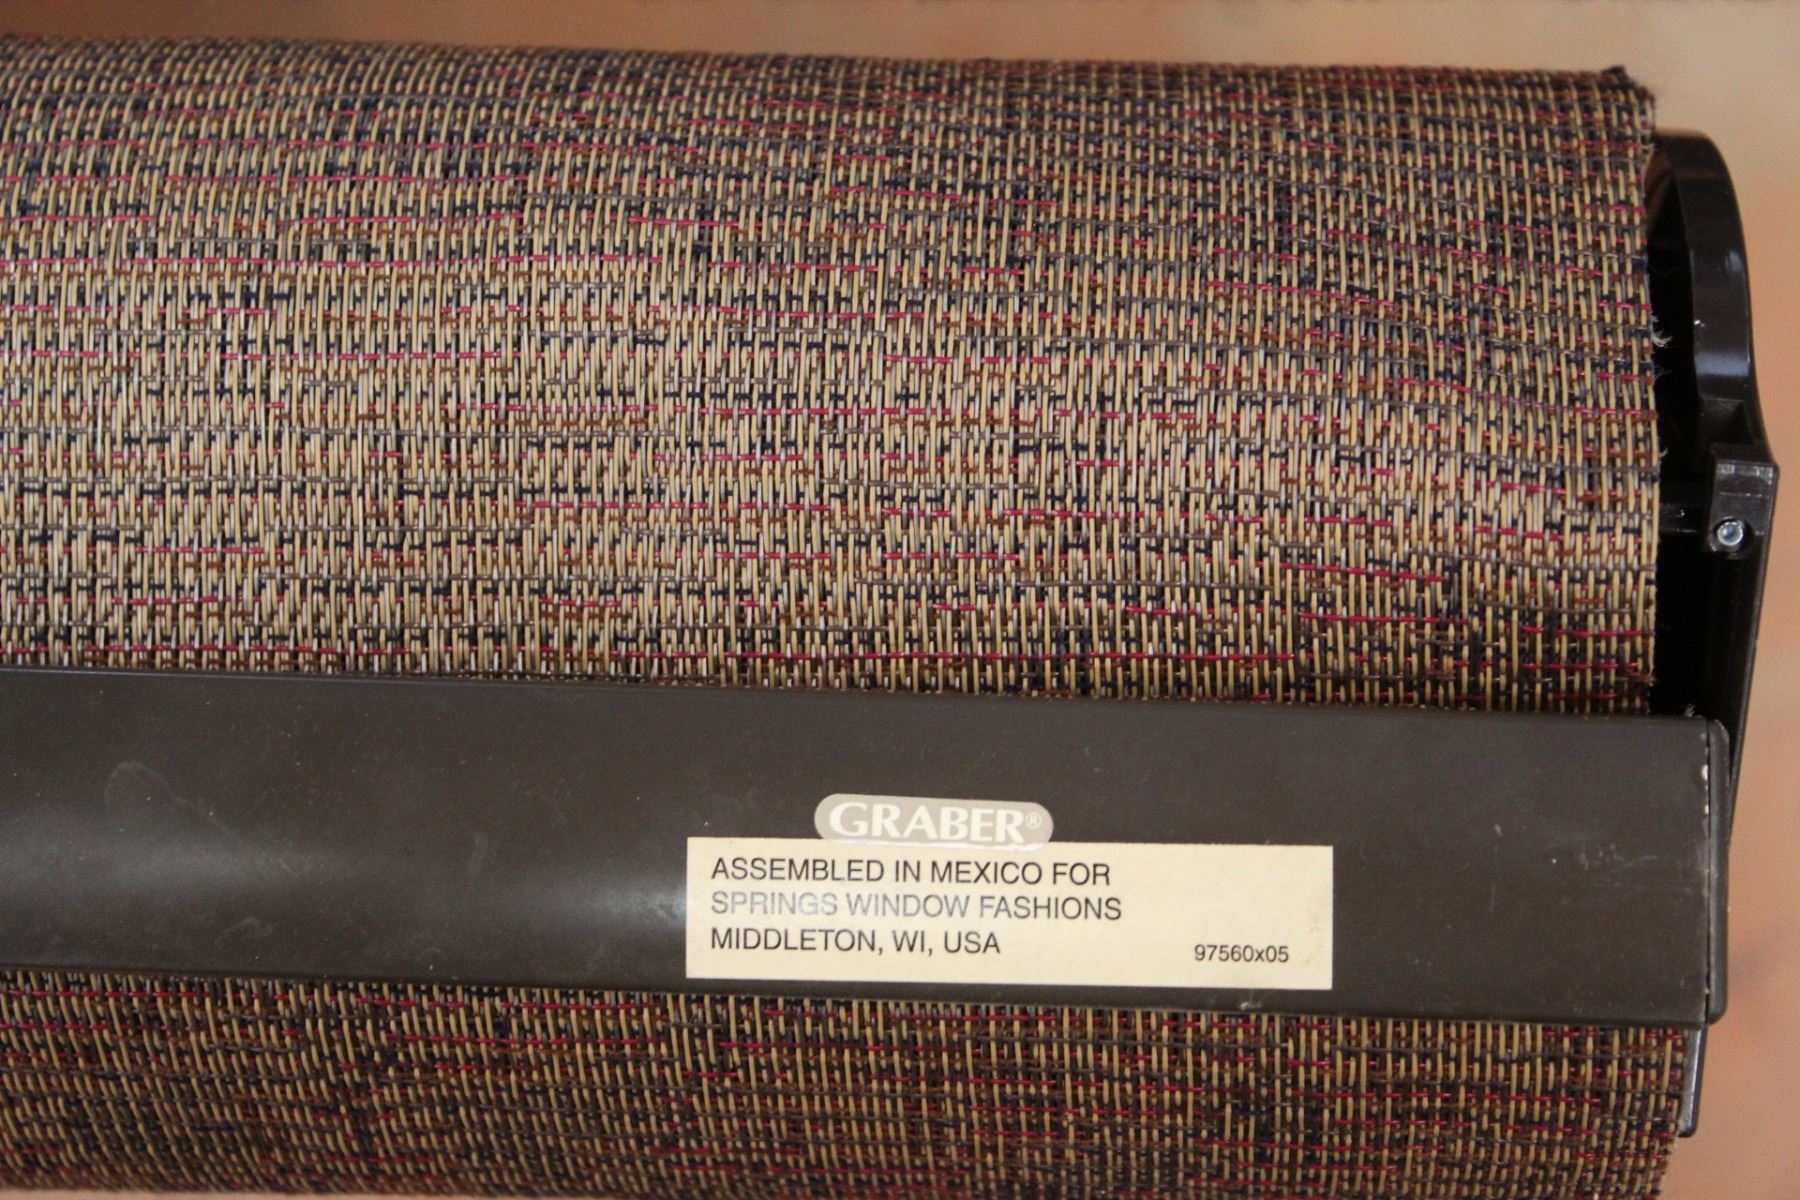 GRABER®
ASSEMBLED IN MEXICO FOR
SPRINGS WINDOW FASHIONS
MIDDLETON, WI, USA
97560x05